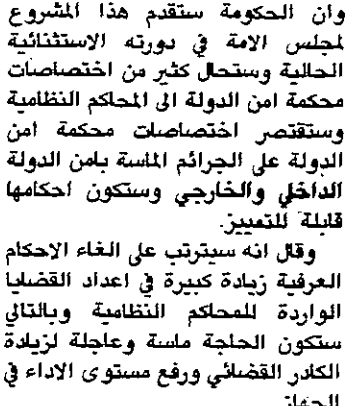 وان الحكومة ستقدم هذا المشروع
لمجلس الامة في دورته الاستثنائية
الحالية وستحال كثير من اختصاصات
محكمة امن الدولة الى المحاكم النظامية
وستقتصر اختصاصات محكمة امن
الدولة على الجرائم الماسة بامن الدولة
الداخلي والخارجي وستكون احكامها
قابلة للتمييز.
وقال انه سيترتب على الغاء الاحكام
العرفية زيادة كبيرة في اعداد القضايا
الواردة للمحاكم النظامية وبالتالي
ستكون الحاجة ماسة وعاجلة لزيادة
الكادر القضائي ورفع مستوى الاداء في
الجهاز